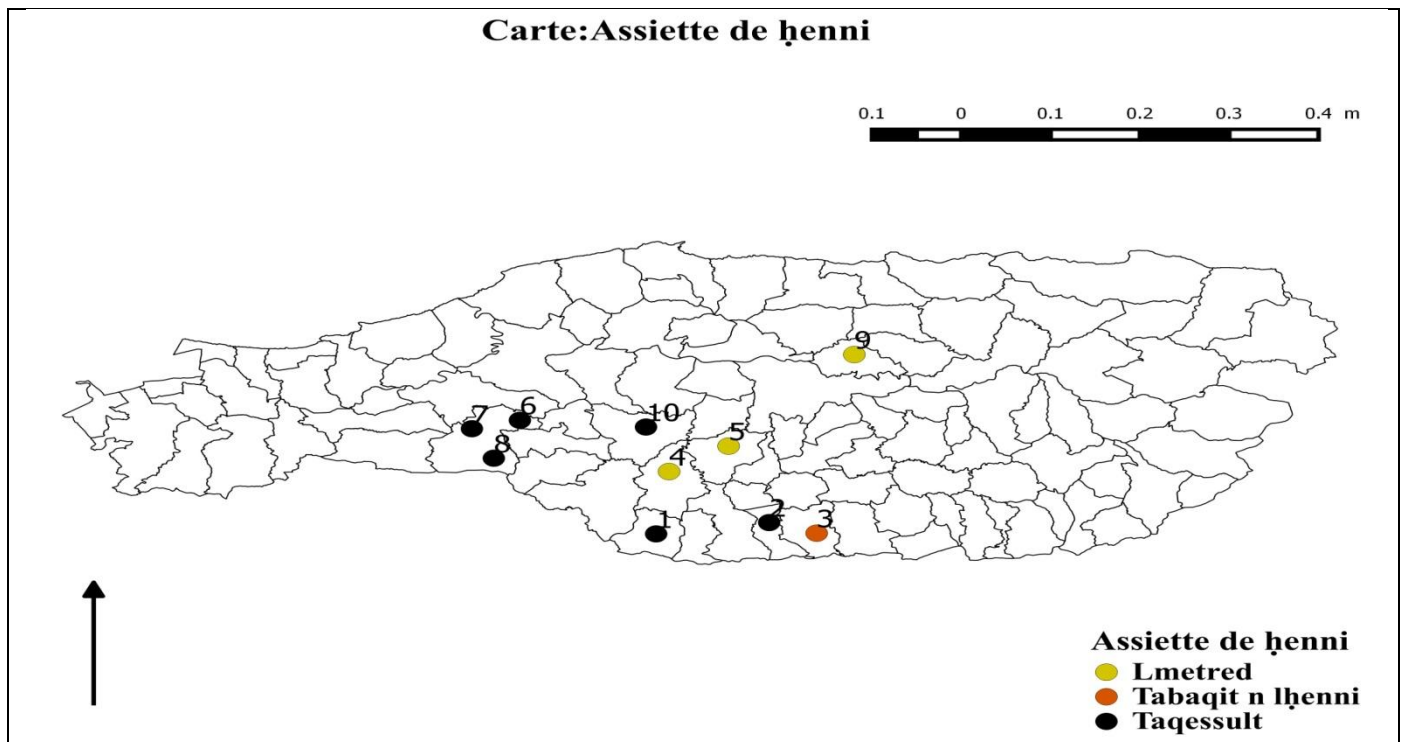 Carte:Assiette de ḥenni
0.1 0 0.1 0.2 0.3 0.4 m
9
7 6 10
8 5
4
1 2 3
Assiette de ḥenni
Lmetred
Tabaqit n lḥenni
Taqessult